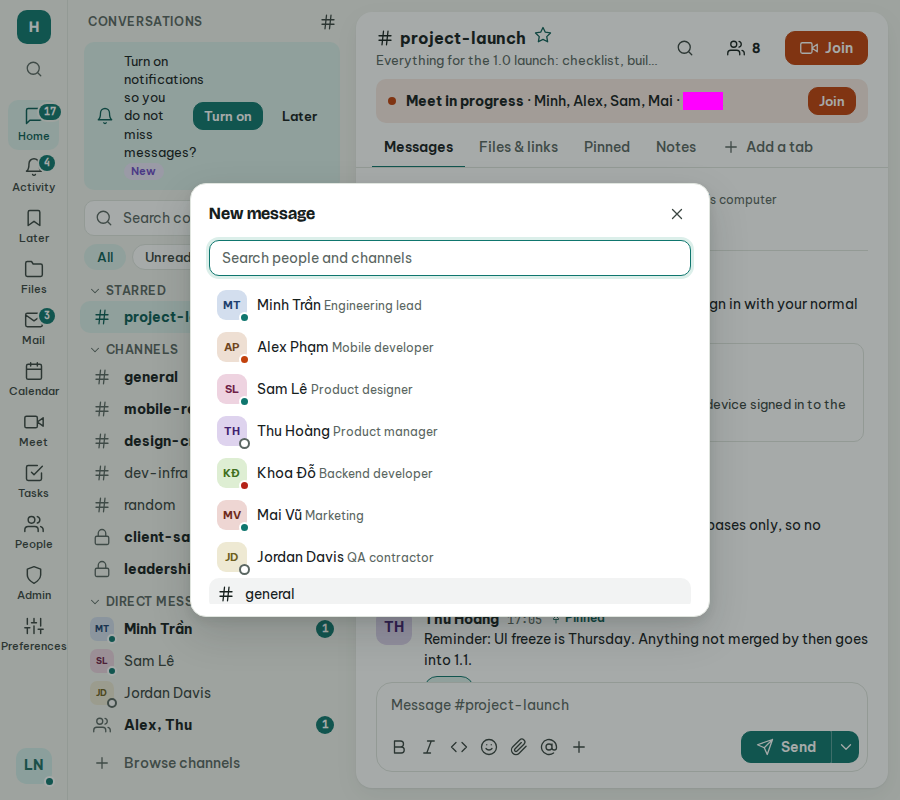 H
CONVERSATIONS
Turn on
notifications
so you
do not
miss
messages?
New
Turn on
Later
17
Home
4
Activity
Later
Files
3
Mail
Calendar
Meet
Tasks
People
Admin
Preferences
LN
Search co
All
Unread
STARRED
project-l
CHANNELS
general
mobile-re
design-c
dev-infra
random
client-sa
leadershi
DIRECT MESS
MT Minh Trần 1
SL Sam Lê
JD Jordan Davis
Alex, Thu 1
Browse channels
project-launch
Everything for the 1.0 launch: checklist, buil…
8
Join
Meet in progress · Minh, Alex, Sam, Mai ·
Join
Messages
Files & links
Pinned
Notes
Add a tab
s computer
gn in with your normal
device signed in to the
bases only, so no
TH
Thu Hoàng 17:05 Pinned
Reminder: UI freeze is Thursday. Anything not merged by then goes
into 1.1.
Message #project-launch
Send
New message
Search people and channels
MT Minh Trần Engineering lead
AP Alex Phạm Mobile developer
SL Sam Lê Product designer
TH Thu Hoàng Product manager
KĐ Khoa Đỗ Backend developer
MV Mai Vũ Marketing
JD Jordan Davis QA contractor
general